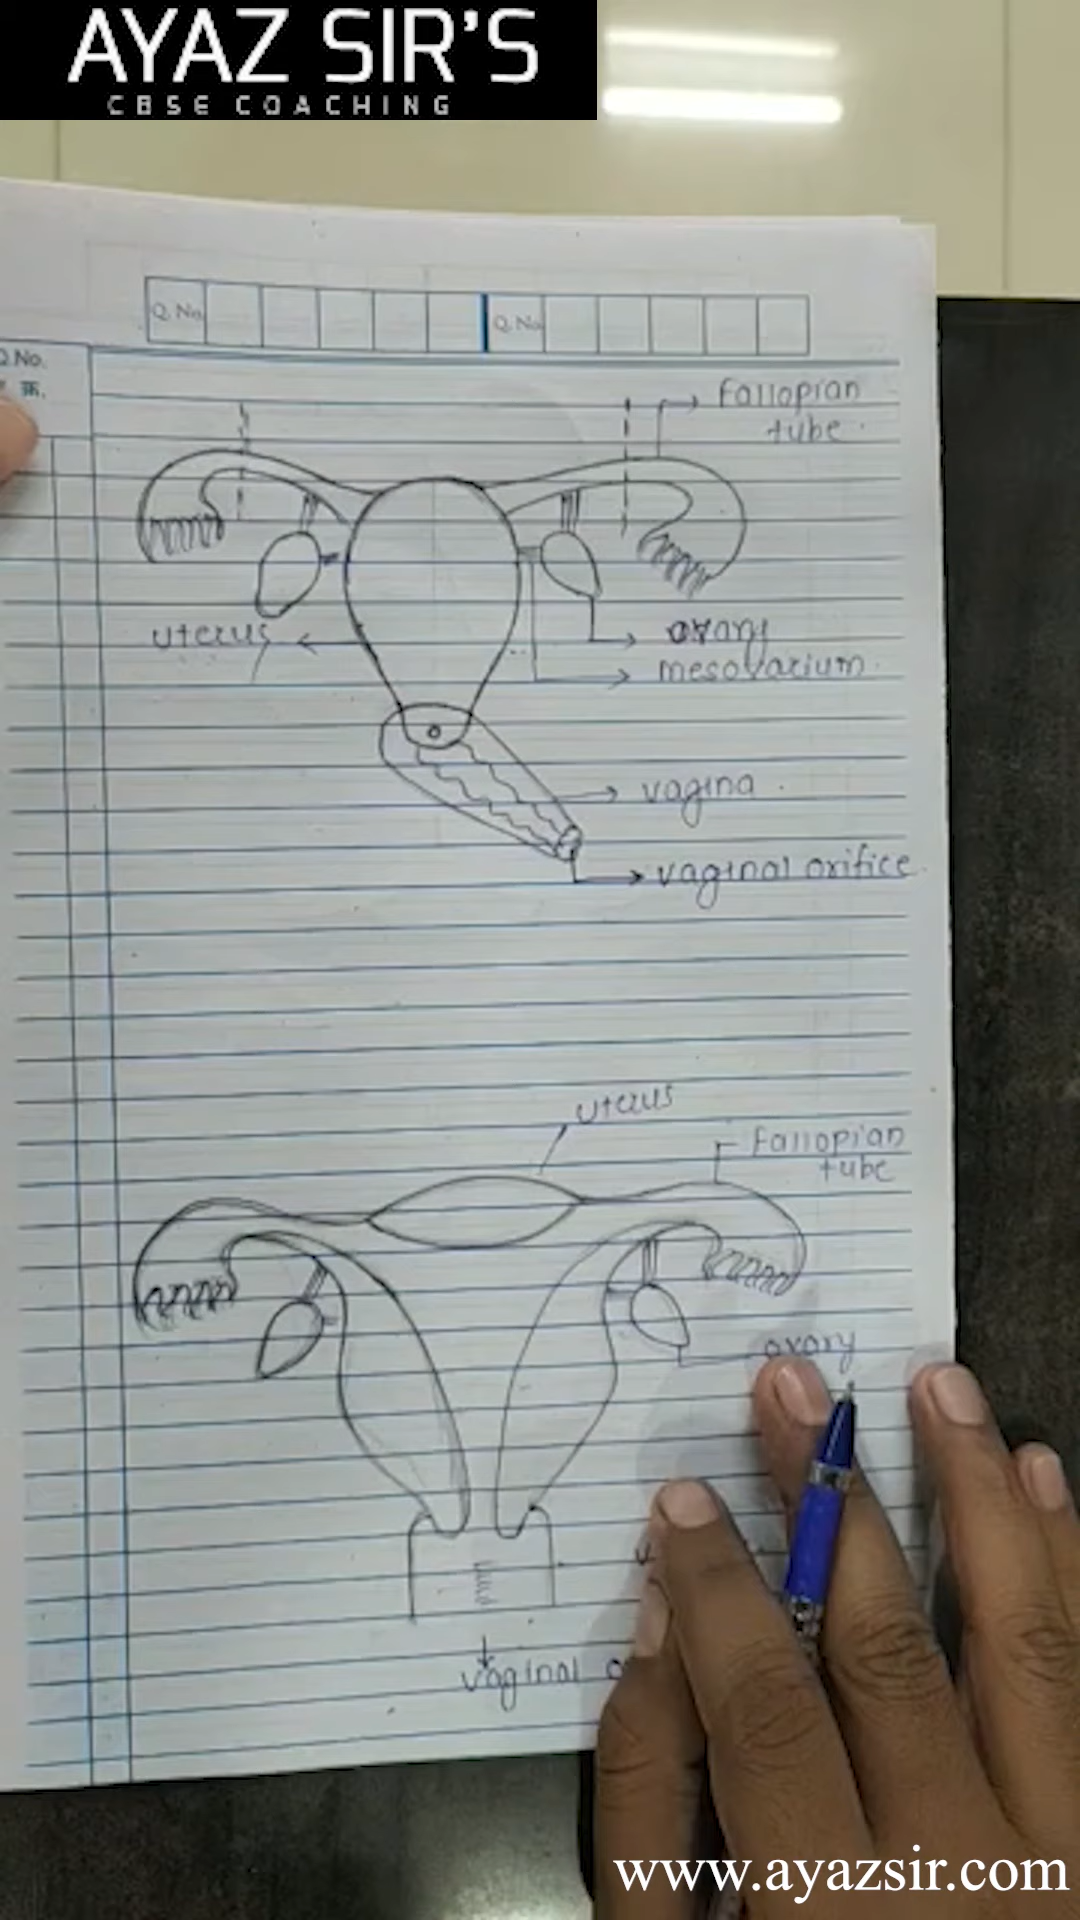 AYAZ SIR'S
CBSE COACHING
Q. No.
Q. No.
Q.No.
Fallopian
tube
uterus
ovary
mesovarium
vagina
vaginal orifice
uterus
Fallopian
tube
ovary
vaginal
www.ayazsir.com